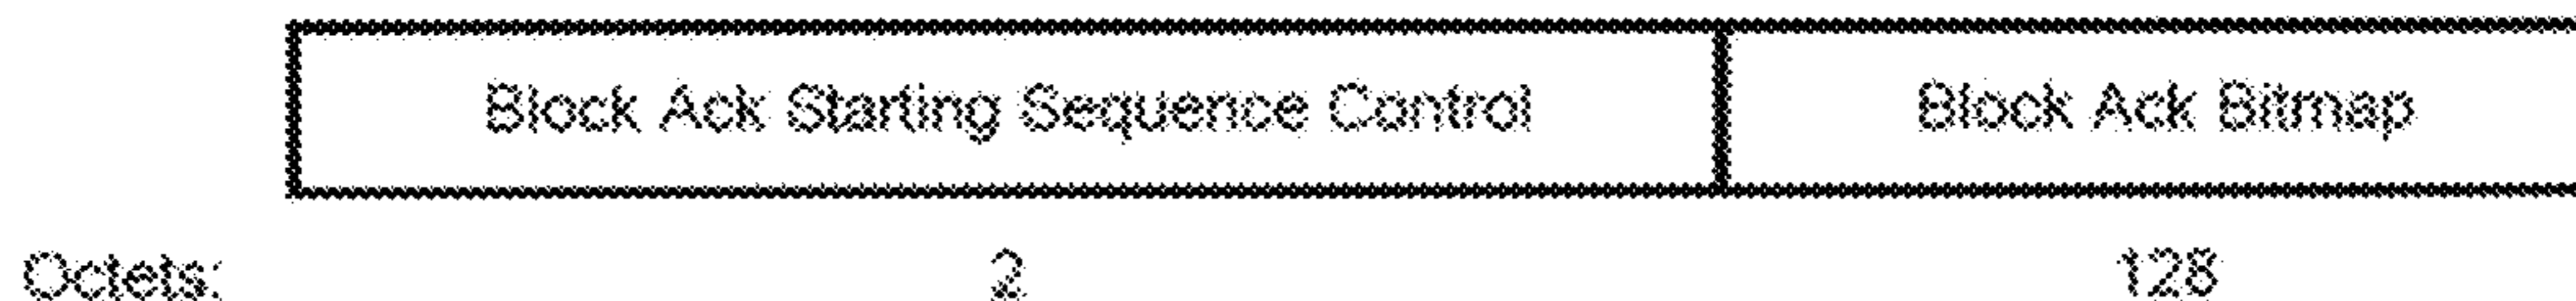 Block Ack Starting Sequence Control Block Ack Bitmap
Octets: 2 128